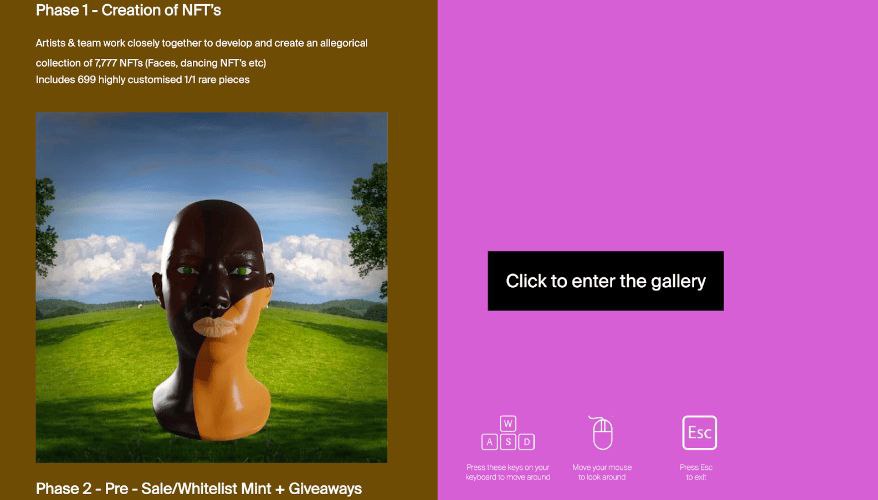 Phase 1 - Creation of NFT's
Artists & team work closely together to develop and create an allegorical
collection of 7,777 NFTs (Faces, dancing NFT's etc)
Includes 699 highly customised 1/1 rare pieces
Phase 2 - Pre - Sale/Whitelist Mint + Giveaways
Click to enter the gallery
W
A S D
Press these keys on your
keyboard to move around
Move your mouse
to look around
Esc
Press Esc
to exit